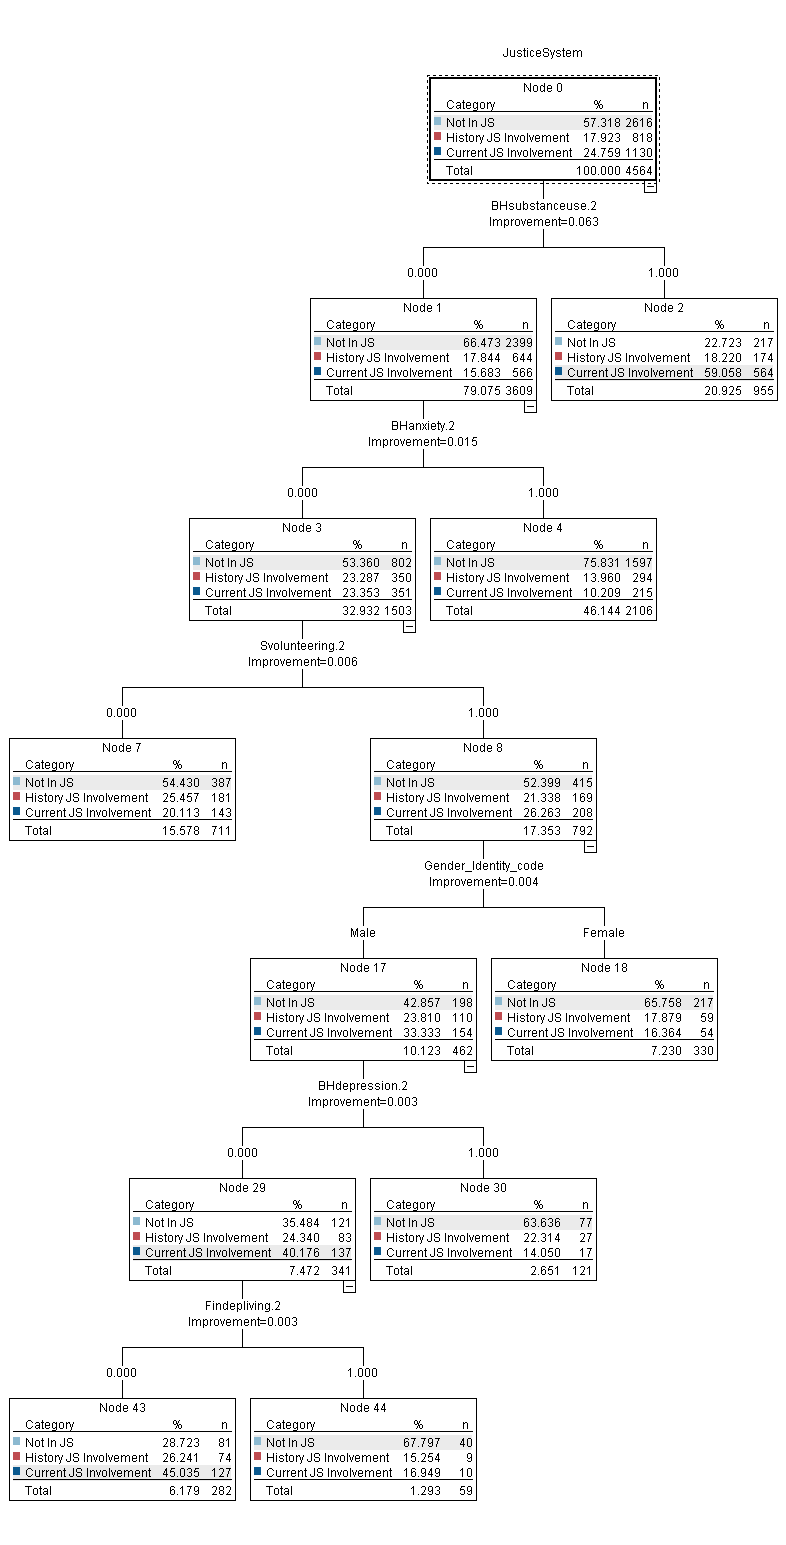 JusticeSystem
Node 0
Category % n
Not In JS 57.318 2616
History JS Involvement 17.923 818
Current JS Involvement 24.759 1130
Total 100.000 4564
BHsubstanceuse.2
Improvement=0.063
0.000 1.000
Node 1
Category % n
Not In JS 66.473 2399
History JS Involvement 17.844 644
Current JS Involvement 15.683 566
Total 79.075 3609
Node 2
Category % n
Not In JS 22.723 217
History JS Involvement 18.220 174
Current JS Involvement 59.058 564
Total 20.925 955
BHanxiety.2
Improvement=0.015
0.000 1.000
Node 3
Category % n
Not In JS 53.360 802
History JS Involvement 23.287 350
Current JS Involvement 23.353 351
Total 32.932 1503
Node 4
Category % n
Not In JS 75.831 1597
History JS Involvement 13.960 294
Current JS Involvement 10.209 215
Total 46.144 2106
Svolunteering.2
Improvement=0.006
0.000 1.000
Node 7
Category % n
Not In JS 54.430 387
History JS Involvement 25.457 181
Current JS Involvement 20.113 143
Total 15.578 711
Node 8
Category % n
Not In JS 52.399 415
History JS Involvement 21.338 169
Current JS Involvement 26.263 208
Total 17.353 792
Gender_Identity_code
Improvement=0.004
Male Female
Node 17
Category % n
Not In JS 42.857 198
History JS Involvement 23.810 110
Current JS Involvement 33.333 154
Total 10.123 462
Node 18
Category % n
Not In JS 65.758 217
History JS Involvement 17.879 59
Current JS Involvement 16.364 54
Total 7.230 330
BHdepression.2
Improvement=0.003
0.000 1.000
Node 29
Category % n
Not In JS 35.484 121
History JS Involvement 24.340 83
Current JS Involvement 40.176 137
Total 7.472 341
Node 30
Category % n
Not In JS 63.636 77
History JS Involvement 22.314 27
Current JS Involvement 14.050 17
Total 2.651 121
Findepliving.2
Improvement=0.003
0.000 1.000
Node 43
Category % n
Not In JS 28.723 81
History JS Involvement 26.241 74
Current JS Involvement 45.035 127
Total 6.179 282
Node 44
Category % n
Not In JS 67.797 40
History JS Involvement 15.254 9
Current JS Involvement 16.949 10
Total 1.293 59